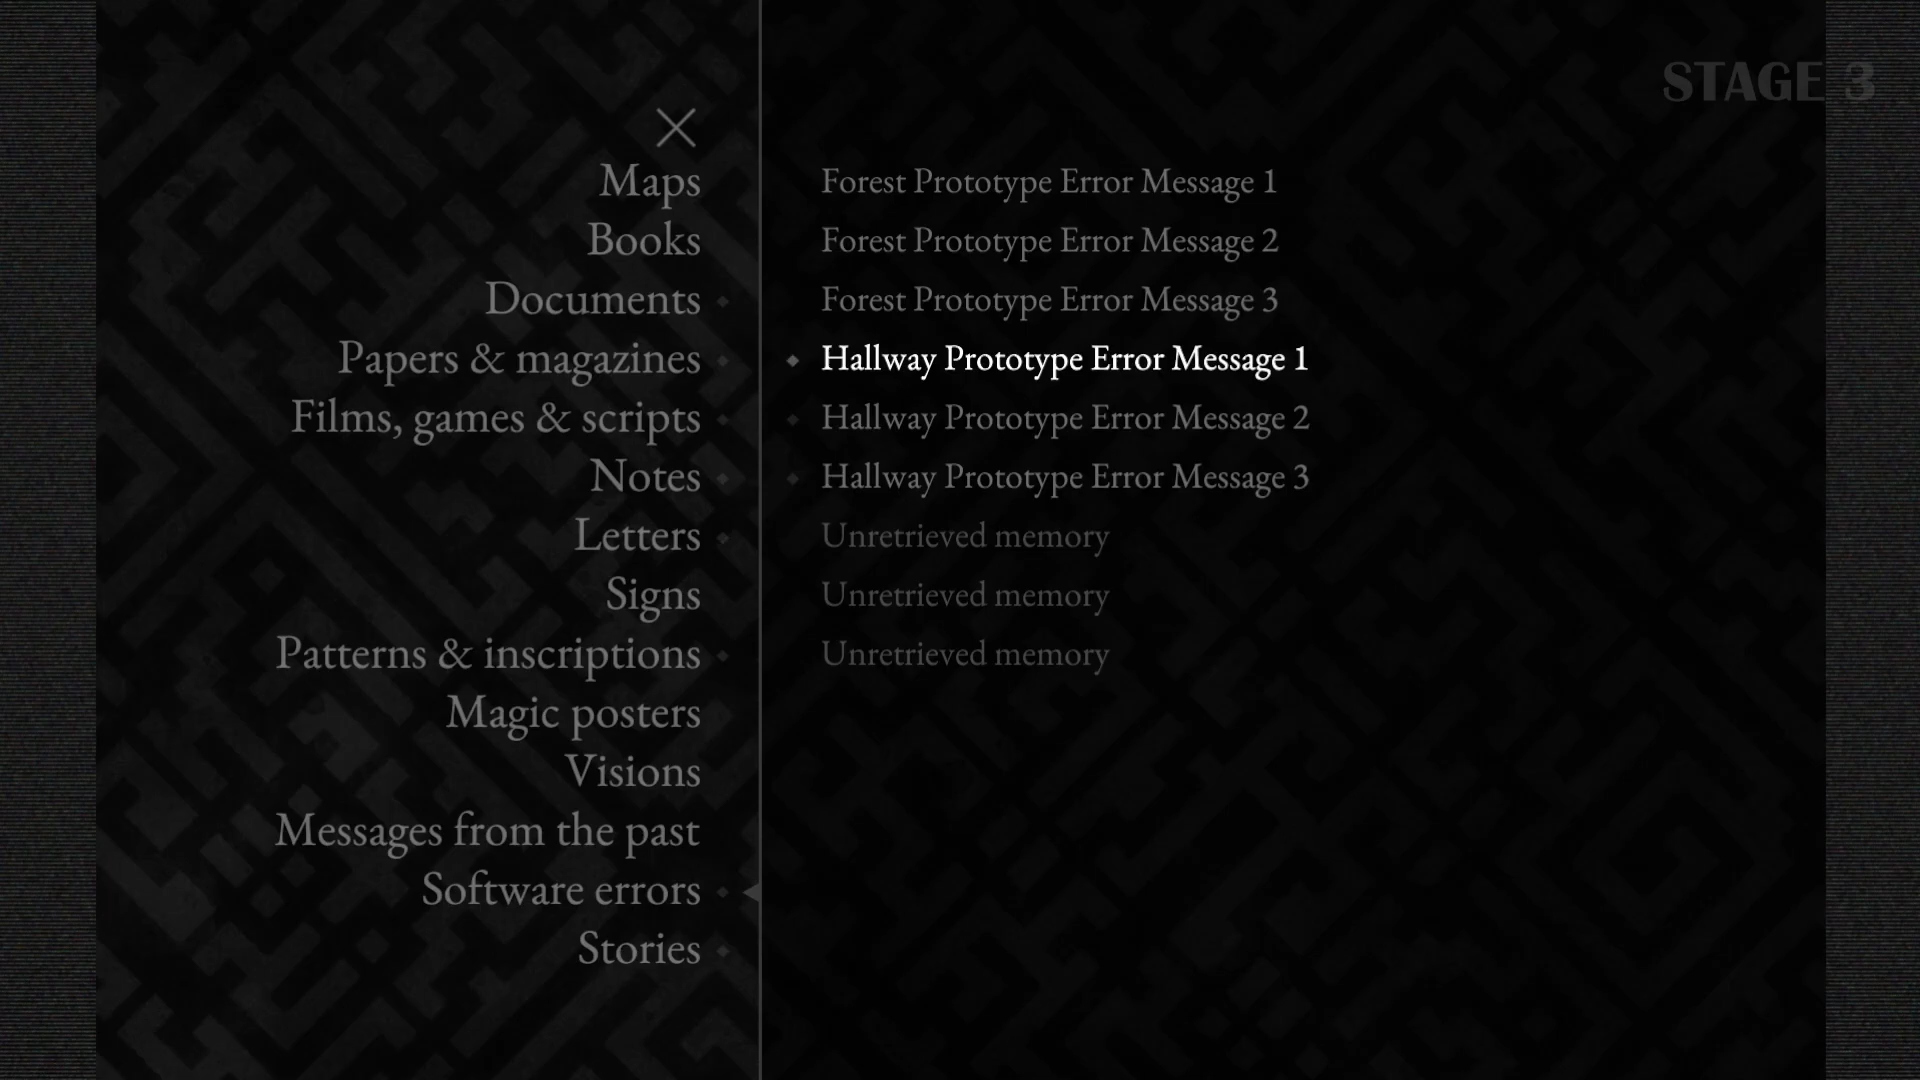 STAGE 3
Maps
Books
Documents
Papers & magazines
Films, games & scripts
Notes
Letters
Signs
Patterns & inscriptions
Magic posters
Visions
Messages from the past
Software errors
Stories
Forest Prototype Error Message 1
Forest Prototype Error Message 2
Forest Prototype Error Message 3
Hallway Prototype Error Message 1
Hallway Prototype Error Message 2
Hallway Prototype Error Message 3
Unretrieved memory
Unretrieved memory
Unretrieved memory